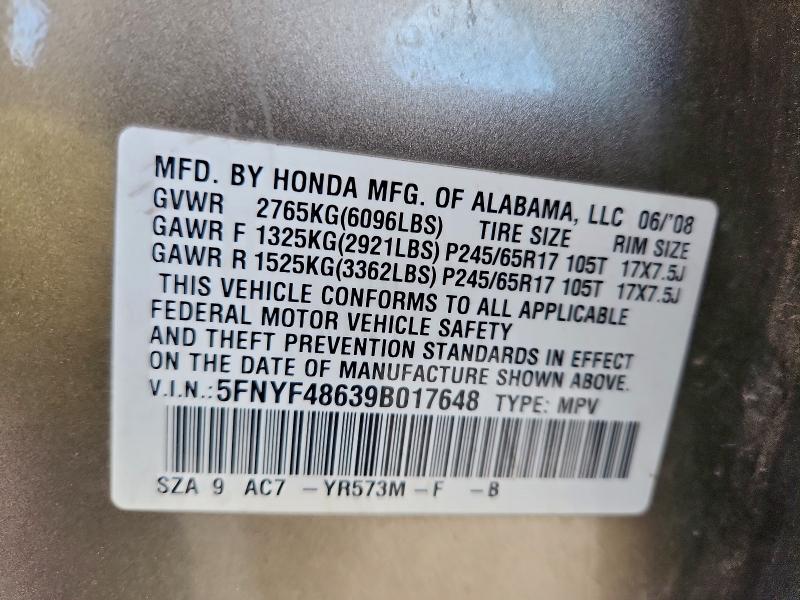 MFD. BY HONDA MFG. OF ALABAMA, LLC 06/'08
GVWR 2765KG(6096LBS) TIRE SIZE RIM SIZE
GAWR F 1325KG(2921LBS) P245/65R17 105T 17X7.5J
GAWR R 1525KG(3362LBS) P245/65R17 105T 17X7.5J
THIS VEHICLE CONFORMS TO ALL APPLICABLE
FEDERAL MOTOR VEHICLE SAFETY
AND THEFT PREVENTION STANDARDS IN EFFECT
ON THE DATE OF MANUFACTURE SHOWN ABOVE.
V.I.N.: 5FNYF48639B017648 TYPE: MPV
SZA 9 AC7 -YR573M -F -B